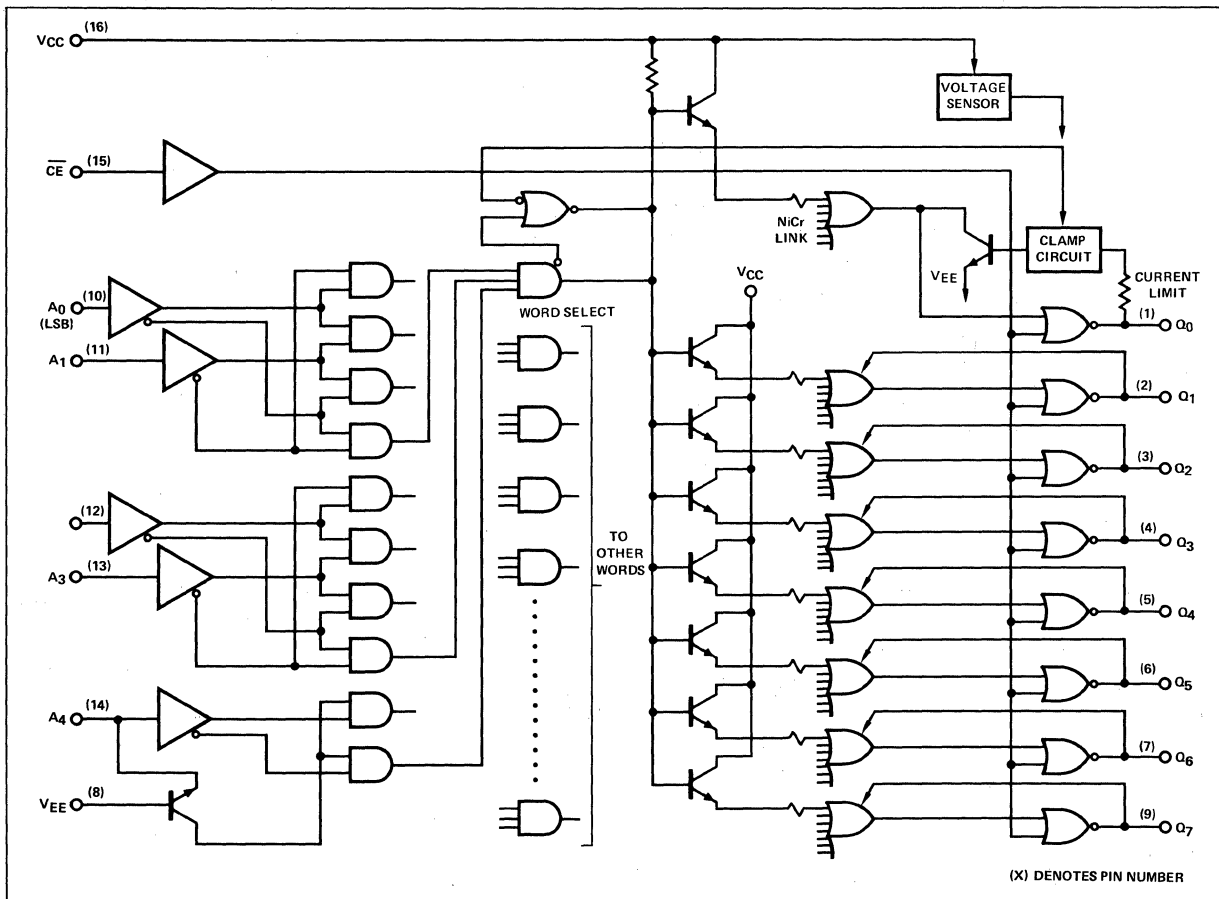 VCC (16)
VOLTAGE
SENSOR
CE (15)
NiCr
LINK
CLAMP
CIRCUIT
VEE
VCC
CURRENT
LIMIT
A0 (10)
(LSB)
WORD SELECT
(1) Q0
A1 (11)
(2) Q1
(3) Q2
(12)
(4) Q3
TO
OTHER
WORDS
A3 (13)
(5) Q4
(6) Q5
A4 (14)
(7) Q6
VEE (8)
(9) Q7
(X) DENOTES PIN NUMBER